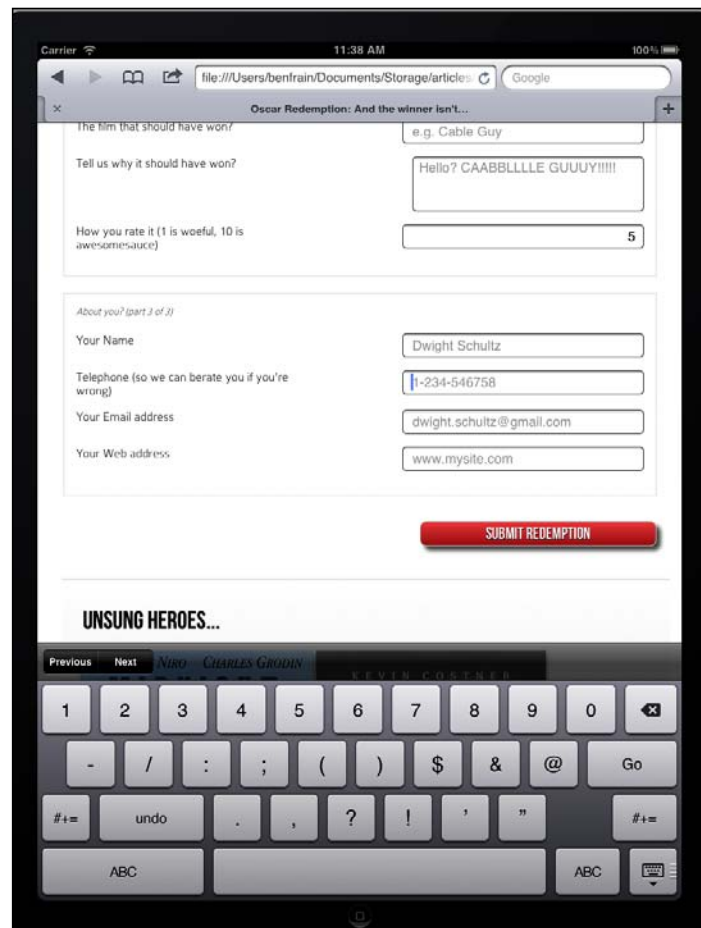 Carrier 11:38 AM 100%
file:///Users/benfrain/Documents/Storage/articles Google
Oscar Redemption: And the winner isn't...
The film that should have won? e.g. Cable Guy
Tell us why it should have won? Hello? CAABBLLLLE GUUUY!!!!!
How you rate it (1 is woeful, 10 is
awesomesauce) 5
About you? (part 3 of 3)
Your Name Dwight Schultz
Telephone (so we can berate you if you're
wrong) 1-234-546758
Your Email address dwight.schultz@gmail.com
Your Web address www.mysite.com
SUBMIT REDEMPTION
UNSUNG HEROES...
Previous Next NIRO CHARLES GRODIN
KEVIN COSTNER
1 2 3 4 5 6 7 8 9 0
- / : ; ( ) $ & @ Go
#+= undo . , ? ! ' " #+=
ABC ABC